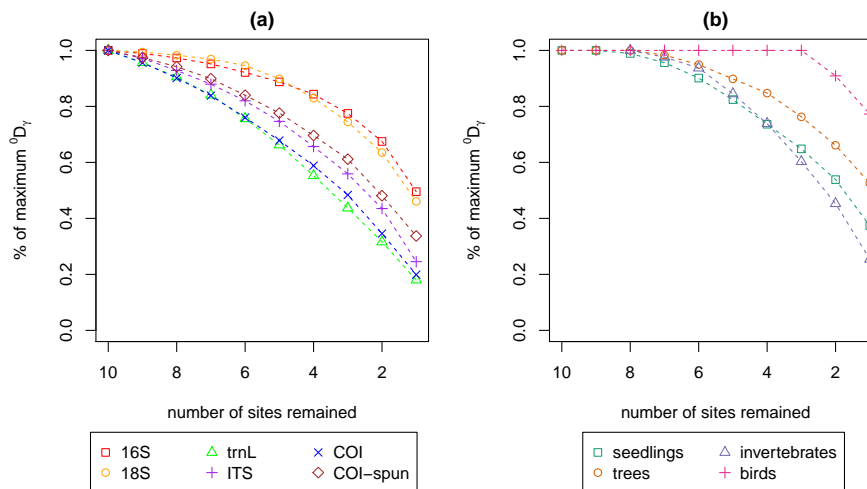 (a)
(b)
% of maximum ⁰Dγ
1.0
0.8
0.6
0.4
0.2
0.0
10 8 6 4 2
number of sites remained
% of maximum ⁰Dγ
1.0
0.8
0.6
0.4
0.2
0.0
10 8 6 4 2
number of sites remained
16S trnL COI
18S ITS COI−spun
seedlings invertebrates
trees birds